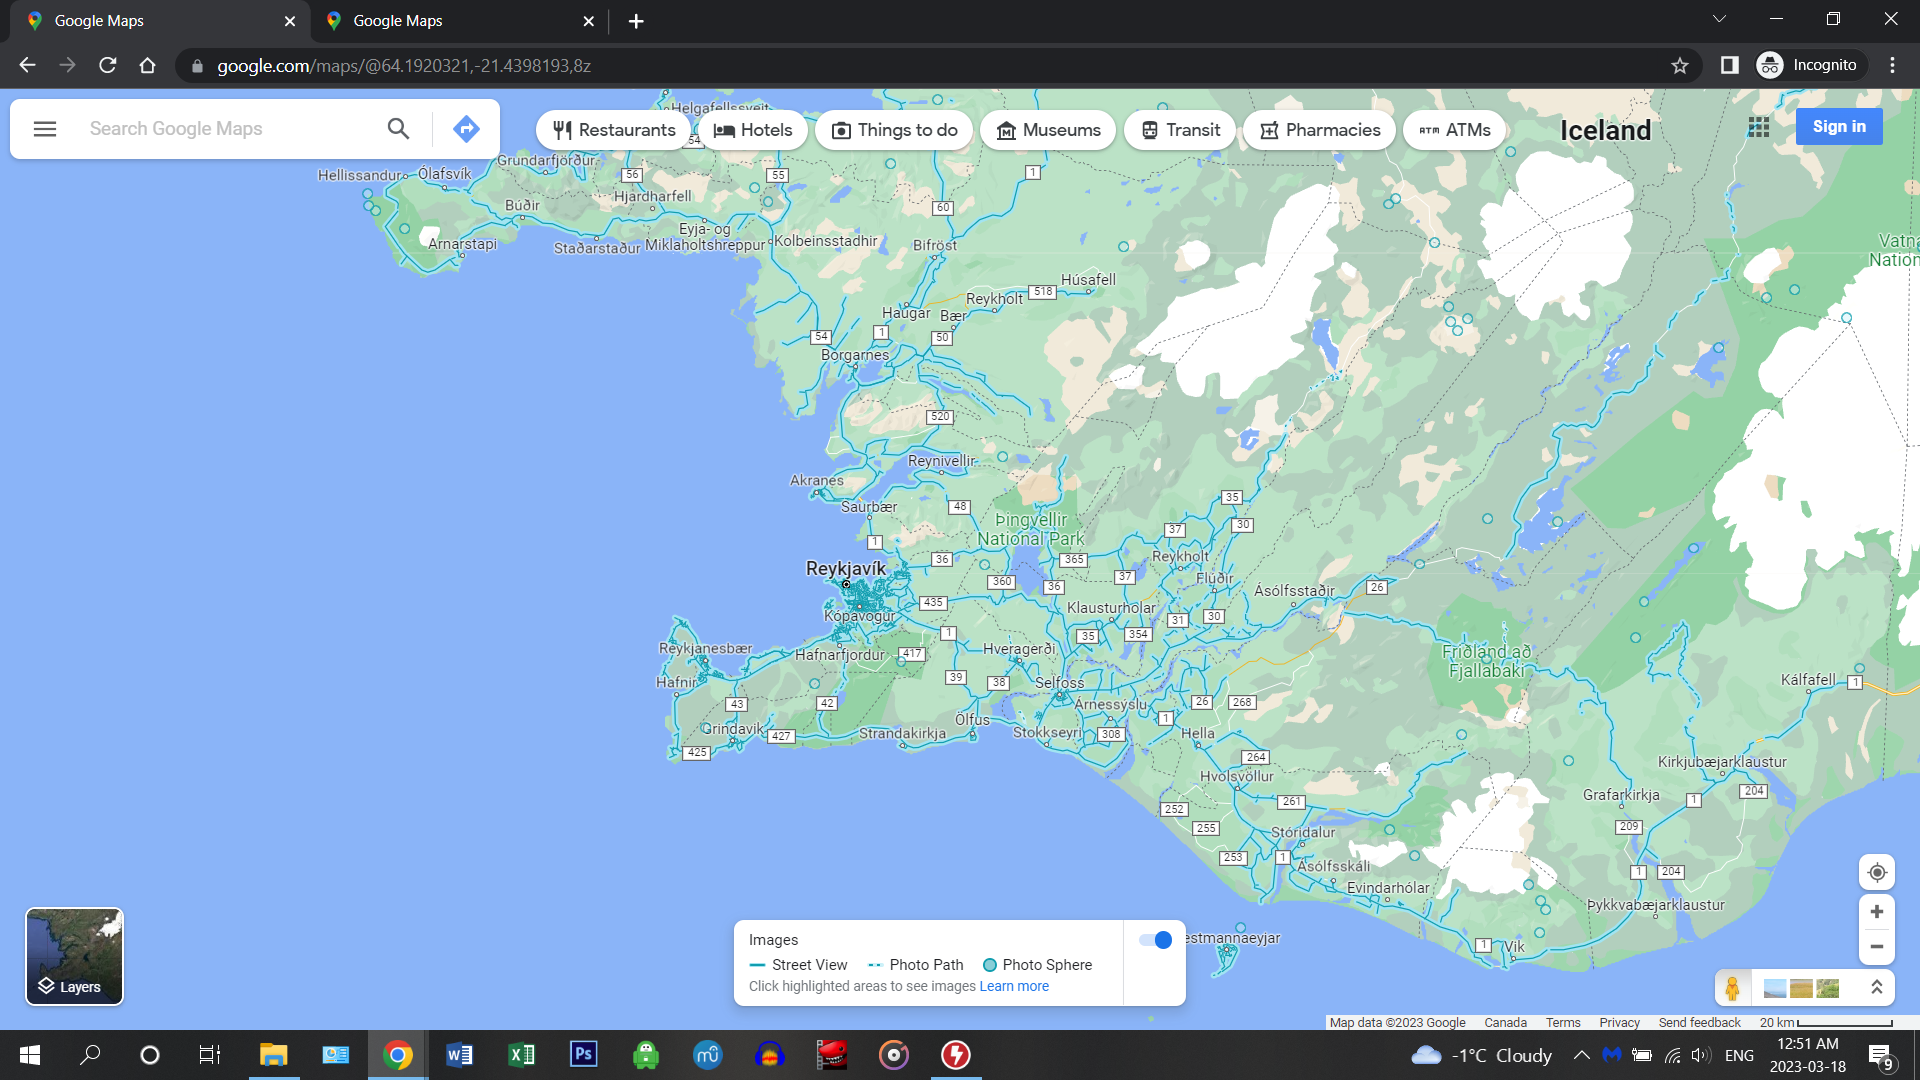 Google Maps
Google Maps
google.com/maps/@64.1920321,-21.4398193,8z
Incognito
Search Google Maps
Restaurants
Hotels
Things to do
Museums
Transit
Pharmacies
ATMs
Iceland
Sign in
Helgafellssveit
54
Grundarfjörður
Hellissandur
Ólafsvík
56
55
1
Hjardharfell
Búðir
60
Eyja- og
Miklaholtshreppur
Arnarstapi
Staðarstaður
Kolbeinsstadhir
Bifröst
Vatna
Nation
Húsafell
518
Reykholt
Haugar
Bær
54
1
50
Borgarnes
520
Reynivellir
Akranes
Saurbær
48
35
Þingvellir
National Park
37
30
1
36
365
Reykholt
Reykjavík
360
36
37
Flúðir
Ásólfsstaðir
26
435
Klausturhólar
Kópavogur
31
30
1
35
354
Reykjanesbær
Hafnarfjordur
417
Hveragerði
Friðland að
Fjallabaki
Hafnir
39
38
Selfoss
Kálfafell
1
43
42
Árnessýslu
26
268
Grindavik
427
Strandakirkja
Ölfus
Stokkseyri
308
1
Hella
425
264
Hvolsvöllur
Kirkjubæjarklaustur
261
Grafarkirkja
1
204
252
255
Stóridalur
209
253
1
Ásólfsskáli
Evindarhólar
1
204
Þykkvabæjarklaustur
estmannaeyjar
1
Vik
Layers
Images
Street View
Photo Path
Photo Sphere
Click highlighted areas to see images Learn more
Map data ©2023 Google
Canada
Terms
Privacy
Send feedback
20 km
-1°C Cloudy
ENG
12:51 AM
2023-03-18
9